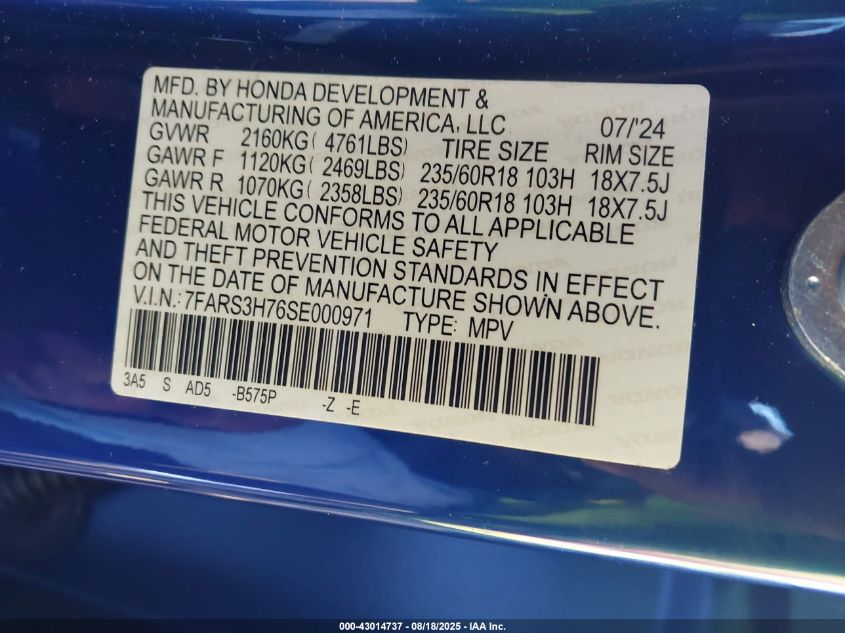 MFD. BY HONDA DEVELOPMENT &
MANUFACTURING OF AMERICA, LLC 07/'24
GVWR 2160KG( 4761LBS) TIRE SIZE RIM SIZE
GAWR F 1120KG( 2469LBS) 235/60R18 103H 18X7.5J
GAWR R 1070KG( 2358LBS) 235/60R18 103H 18X7.5J
THIS VEHICLE CONFORMS TO ALL APPLICABLE
FEDERAL MOTOR VEHICLE SAFETY
AND THEFT PREVENTION STANDARDS IN EFFECT
ON THE DATE OF MANUFACTURE SHOWN ABOVE.
V.I.N.: 7FARS3H76SE000971 TYPE: MPV
3A5 S AD5 -B575P -Z -E
000-43014737 - 08/18/2025 - IAA Inc.